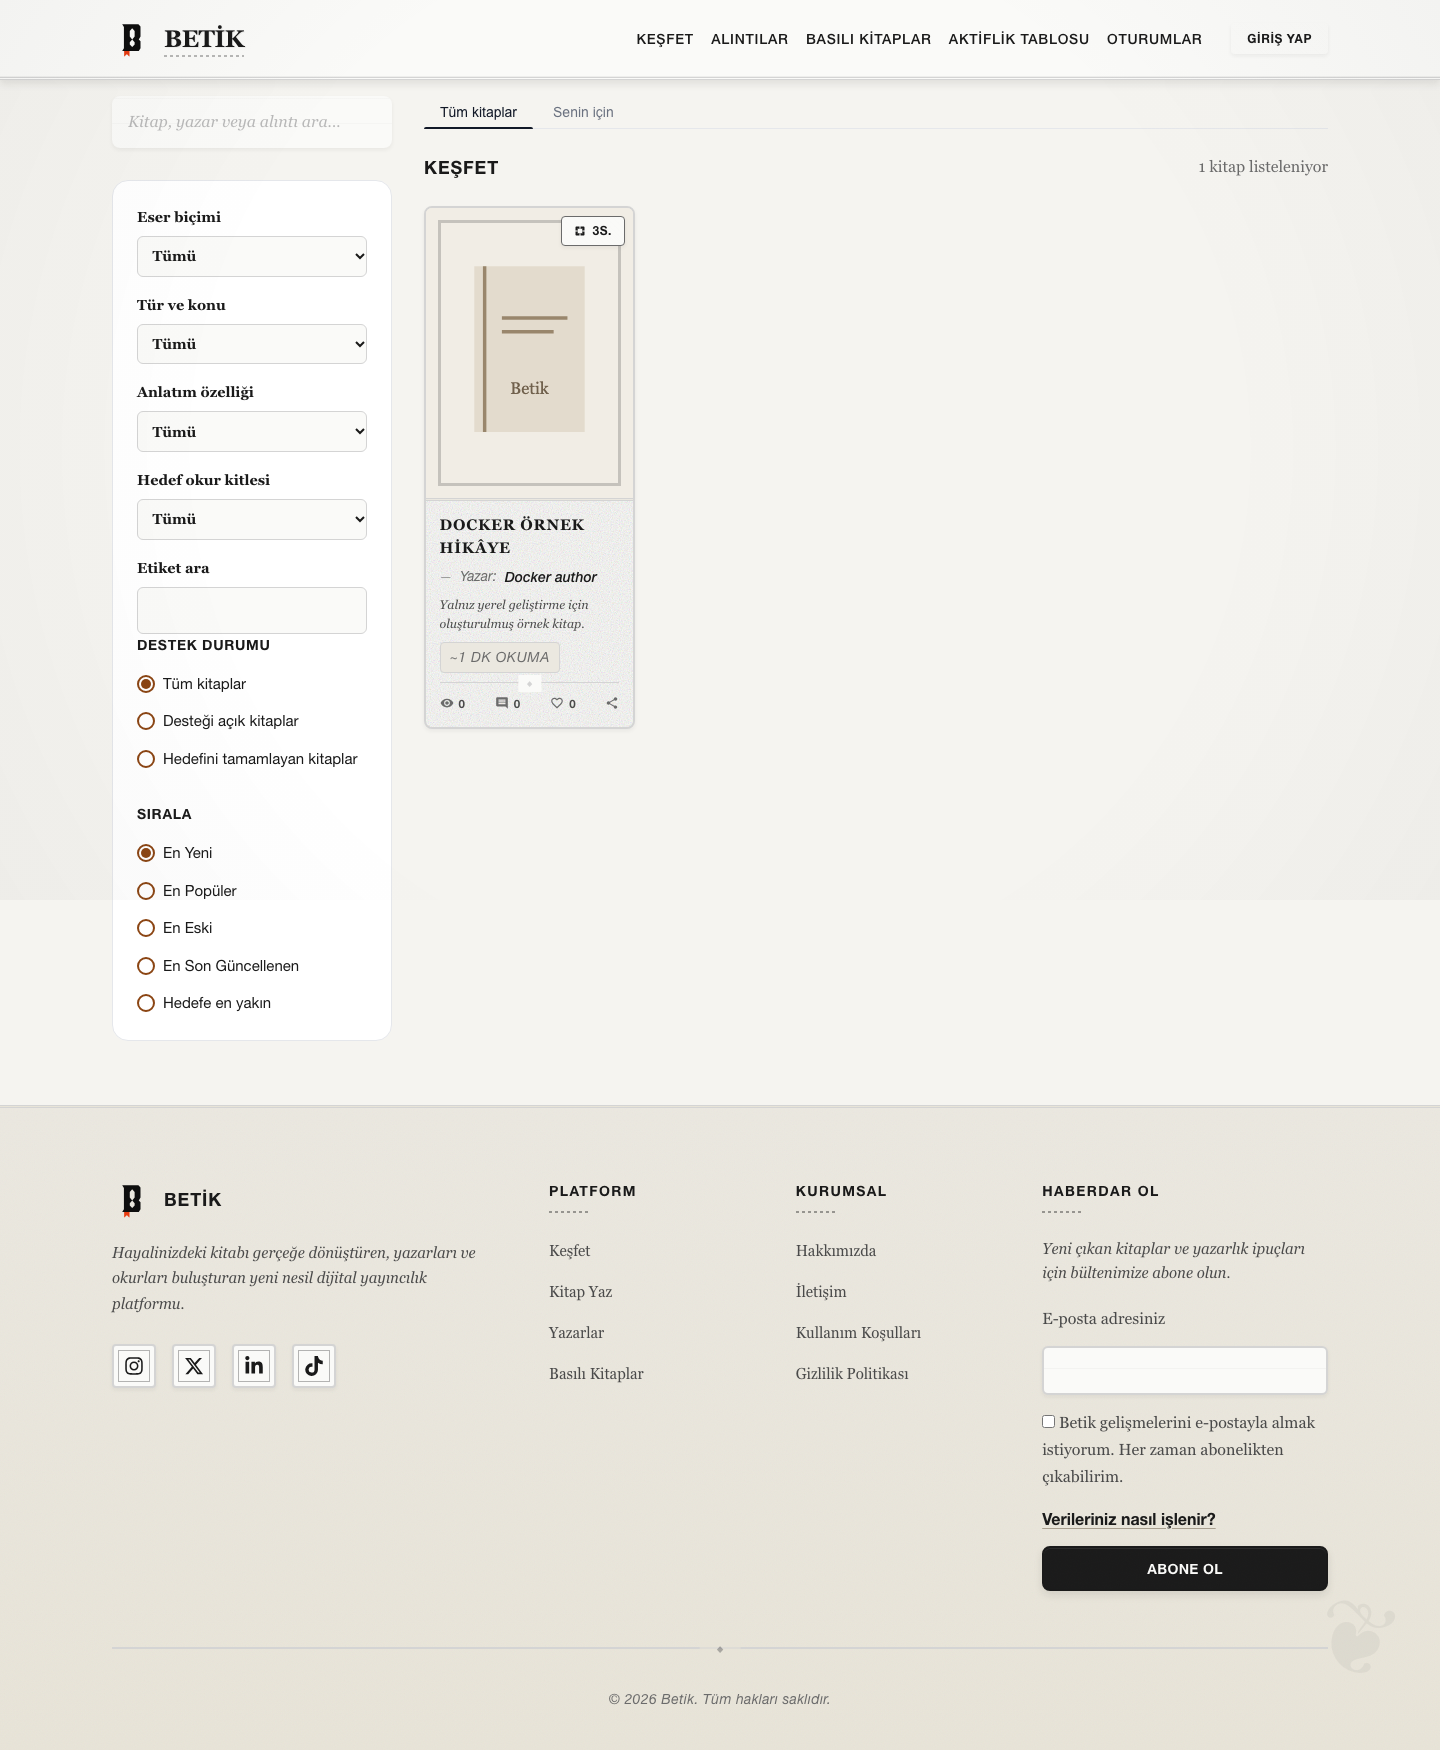 BETİK
KEŞFET
ALINTILAR
BASILI KİTAPLAR
AKTİFLİK TABLOSU
OTURUMLAR
GİRİŞ YAP
Kitap, yazar veya alıntı ara...
Eser biçimi
Tümü
Tür ve konu
Tümü
Anlatım özelliği
Tümü
Hedef okur kitlesi
Tümü
Etiket ara
DESTEK DURUMU
Tüm kitaplar
Desteği açık kitaplar
Hedefini tamamlayan kitaplar
SIRALA
En Yeni
En Popüler
En Eski
En Son Güncellenen
Hedefe en yakın
Tüm kitaplar
Senin için
KEŞFET
1 kitap listeleniyor
3S.
Betik
DOCKER ÖRNEK
HİKÂYE
— Yazar: Docker author
Yalnız yerel geliştirme için
oluşturulmuş örnek kitap.
~1 DK OKUMA
0
0
0
BETİK
Hayalinizdeki kitabı gerçeğe dönüştüren, yazarları ve
okurları buluşturan yeni nesil dijital yayıncılık
platformu.
PLATFORM
Keşfet
Kitap Yaz
Yazarlar
Basılı Kitaplar
KURUMSAL
Hakkımızda
İletişim
Kullanım Koşulları
Gizlilik Politikası
HABERDAR OL
Yeni çıkan kitaplar ve yazarlık ipuçları
için bültenimize abone olun.
E-posta adresiniz
Betik gelişmelerini e-postayla almak
istiyorum. Her zaman abonelikten
çıkabilirim.
Verileriniz nasıl işlenir?
ABONE OL
© 2026 Betik. Tüm hakları saklıdır.